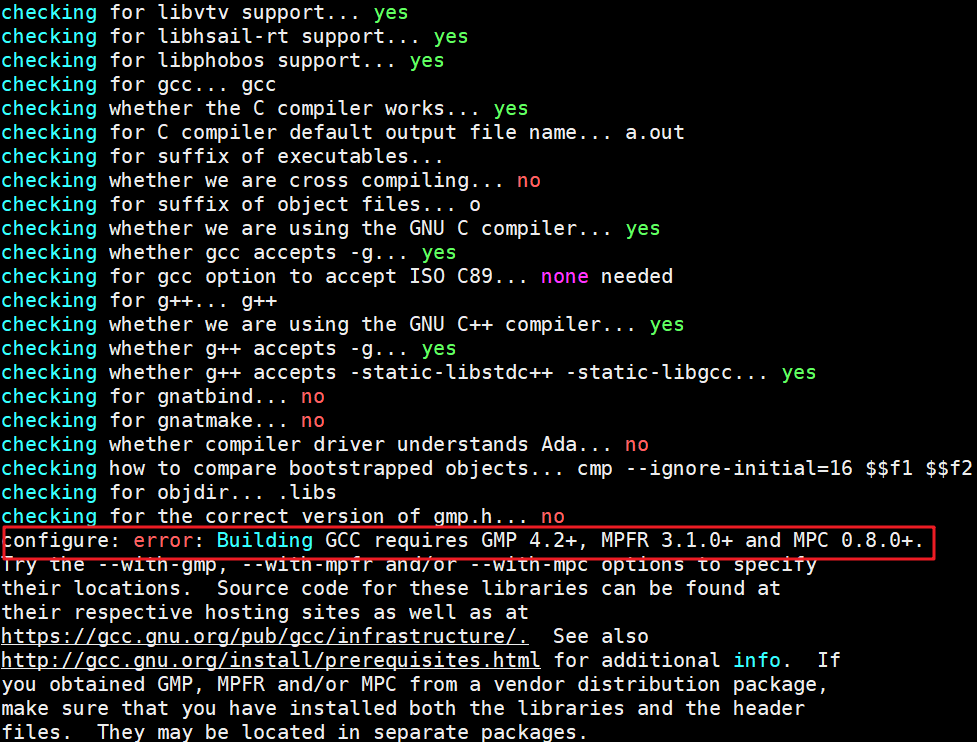 checking for libvtv support... yes
checking for libhsail-rt support... yes
checking for libphobos support... yes
checking for gcc... gcc
checking whether the C compiler works... yes
checking for C compiler default output file name... a.out
checking for suffix of executables...
checking whether we are cross compiling... no
checking for suffix of object files... o
checking whether we are using the GNU C compiler... yes
checking whether gcc accepts -g... yes
checking for gcc option to accept ISO C89... none needed
checking for g++... g++
checking whether we are using the GNU C++ compiler... yes
checking whether g++ accepts -g... yes
checking whether g++ accepts -static-libstdc++ -static-libgcc... yes
checking for gnatbind... no
checking for gnatmake... no
checking whether compiler driver understands Ada... no
checking how to compare bootstrapped objects... cmp --ignore-initial=16 $$f1 $$f2
checking for objdir... .libs
checking for the correct version of gmp.h... no
configure: error: Building GCC requires GMP 4.2+, MPFR 3.1.0+ and MPC 0.8.0+.
Try the --with-gmp, --with-mpfr and/or --with-mpc options to specify
their locations.  Source code for these libraries can be found at
their respective hosting sites as well as at
https://gcc.gnu.org/pub/gcc/infrastructure/.  See also
http://gcc.gnu.org/install/prerequisites.html for additional info.  If
you obtained GMP, MPFR and/or MPC from a vendor distribution package,
make sure that you have installed both the libraries and the header
files.  They may be located in separate packages.